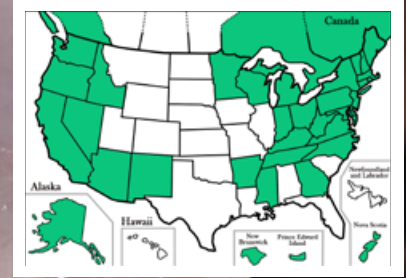 Canada
Newfoundland
and Labrador
Alaska
Hawaii
New
Brunswick
Prince Edward
Island
Nova Scotia